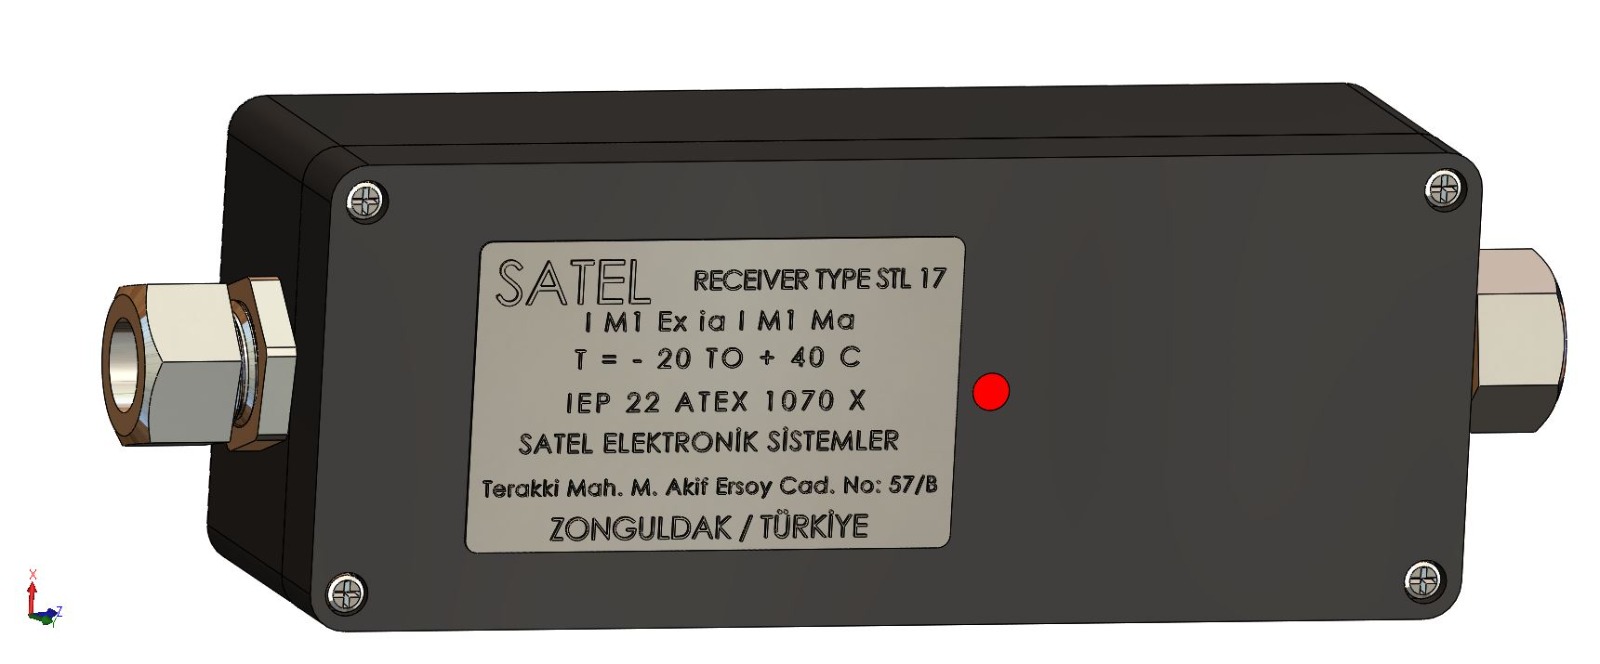 SATEL RECEIVER TYPE STL 17
I M1 Ex ia I M1 Ma
T = - 20 TO + 40 C
IEP 22 ATEX 1070 X
SATEL ELEKTRONİK SİSTEMLER
Terakki Mah. M. Akif Ersoy Cad. No: 57/B
ZONGULDAK / TÜRKİYE
X
Z
Y